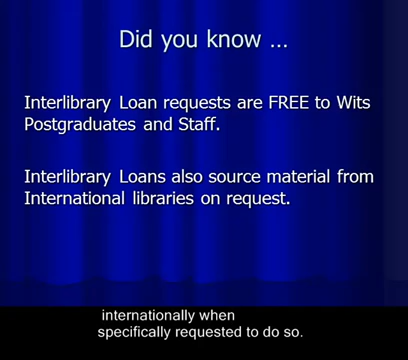 Did you know ...
Interlibrary Loan requests are FREE to Wits
Postgraduates and Staff.
Interlibrary Loans also source material from
International libraries on request.
internationally when
specifically requested to do so.